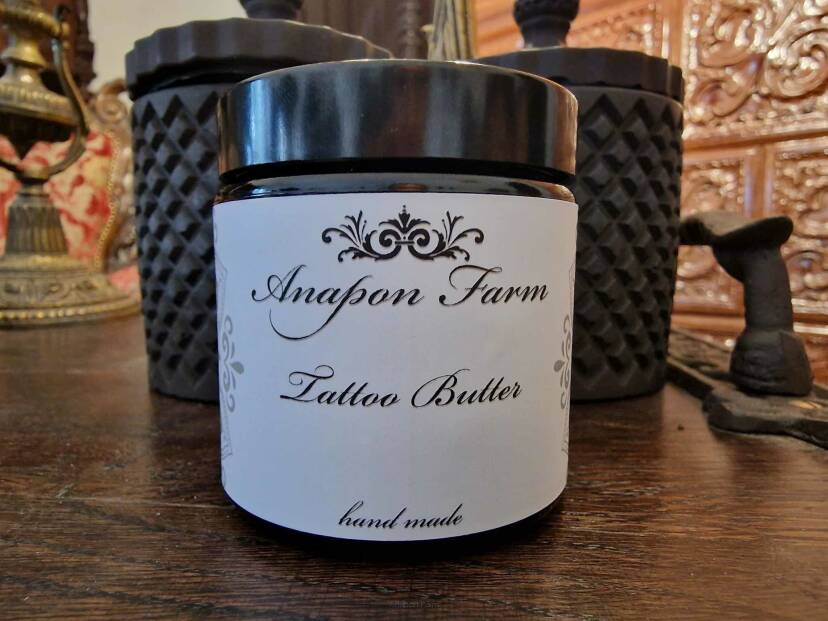 Anapon Farm
Tattoo Butter
hand made